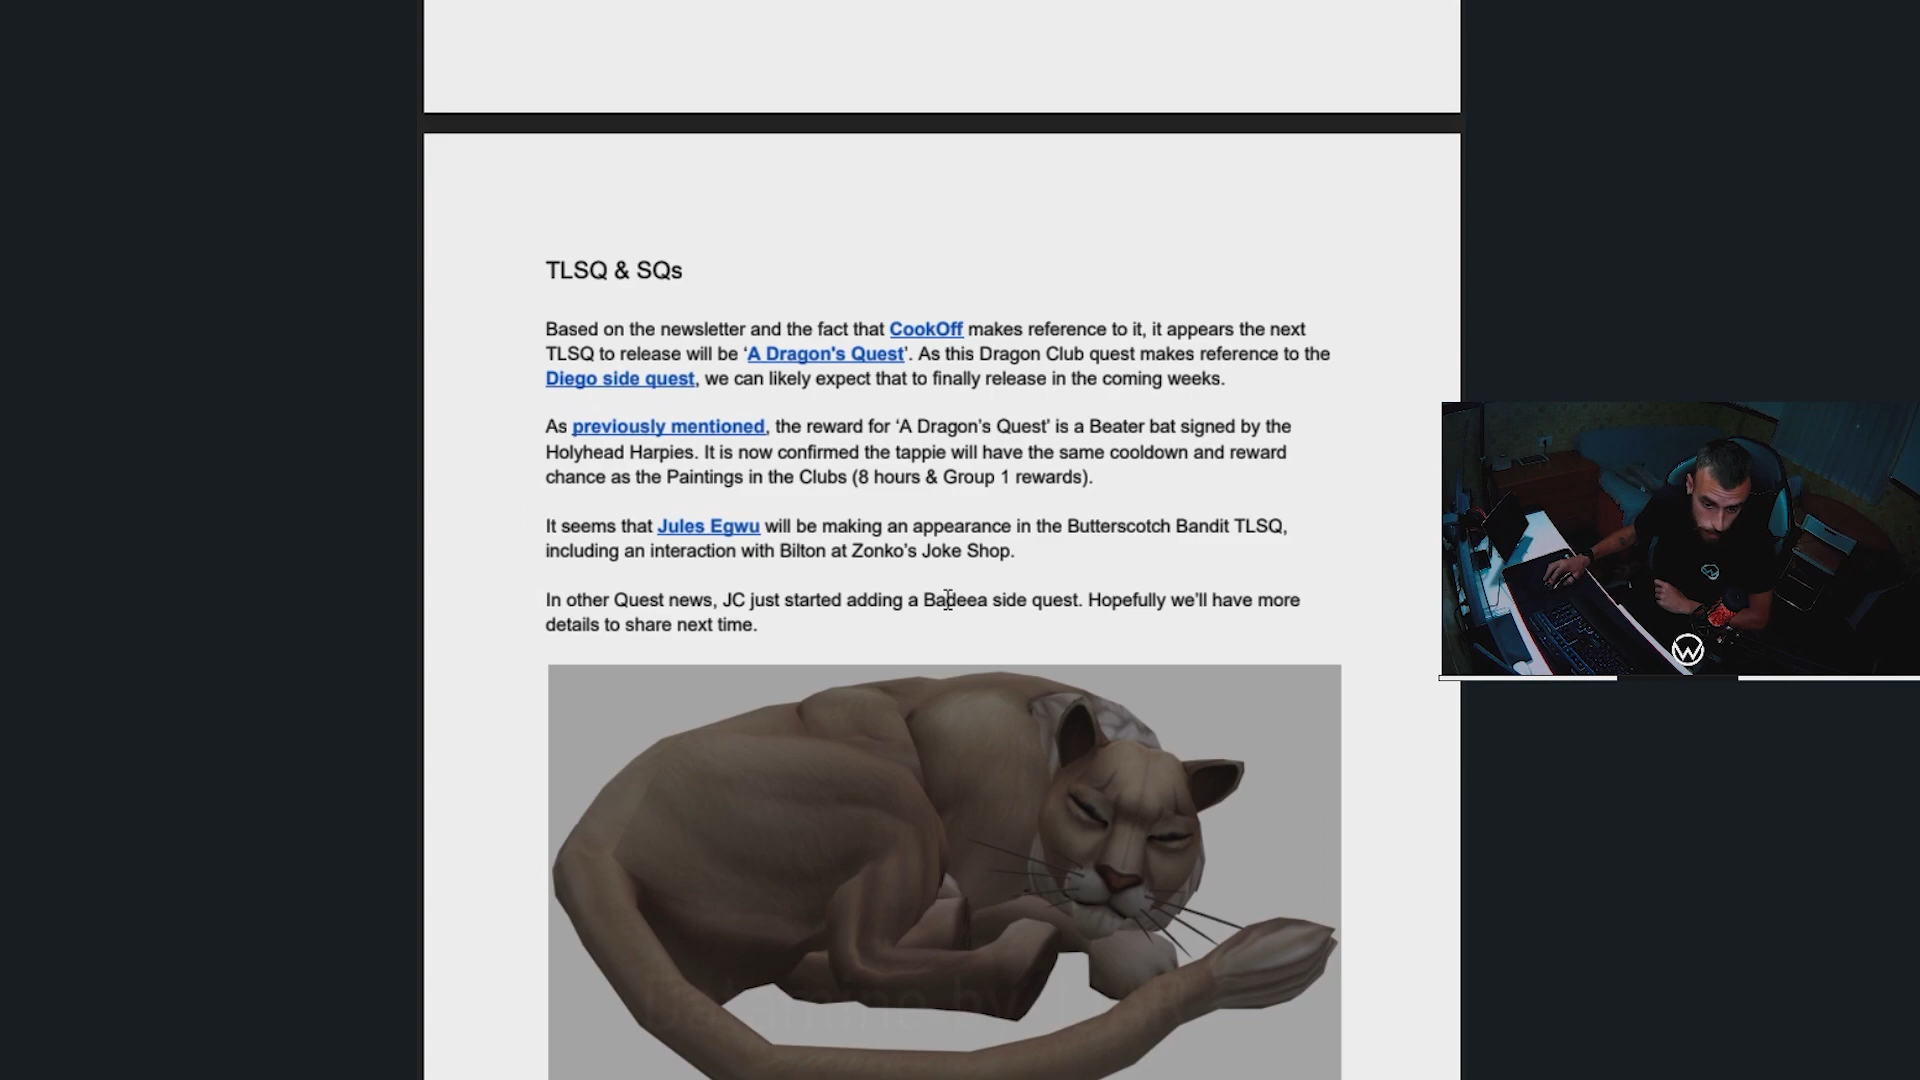 TLSQ & SQs
Based on the newsletter and the fact that CookOff makes reference to it, it appears the next
TLSQ to release will be ‘A Dragon's Quest’. As this Dragon Club quest makes reference to the
Diego side quest, we can likely expect that to finally release in the coming weeks.
As previously mentioned, the reward for ‘A Dragon’s Quest’ is a Beater bat signed by the
Holyhead Harpies. It is now confirmed the tappie will have the same cooldown and reward
chance as the Paintings in the Clubs (8 hours & Group 1 rewards).
It seems that Jules Egwu will be making an appearance in the Butterscotch Bandit TLSQ,
including an interaction with Bilton at Zonko’s Joke Shop.
In other Quest news, JC just started adding a Badeea side quest. Hopefully we’ll have more
details to share next time.